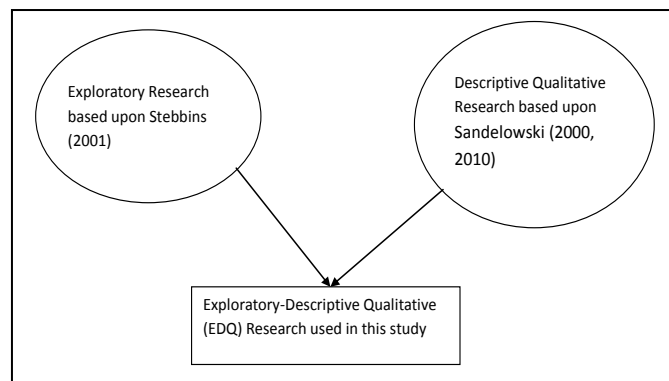 Exploratory Research
based upon Stebbins
(2001)
Descriptive Qualitative
Research based upon
Sandelowski (2000,
2010)
Exploratory-Descriptive Qualitative
(EDQ) Research used in this study